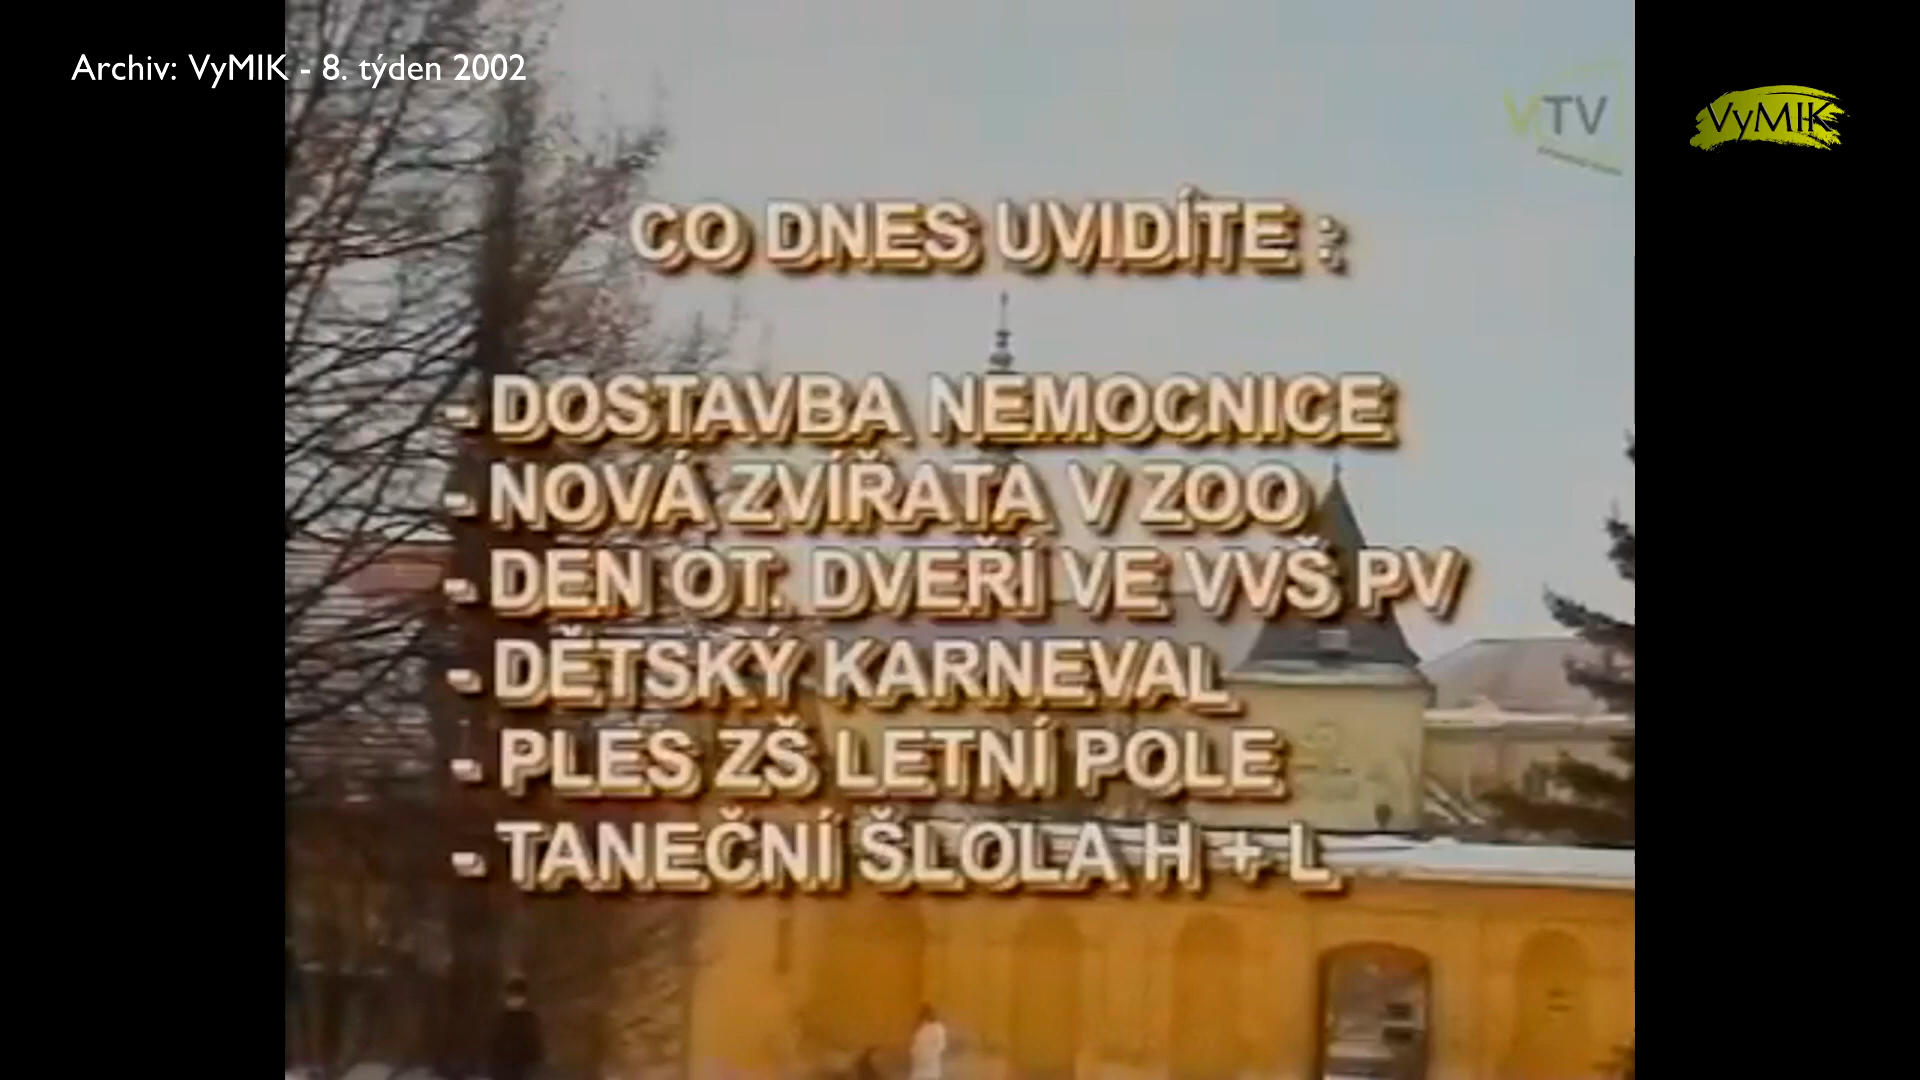 Archiv: VyMIK - 8. týden 2002
VTV
VyMIK
CO DNES UVIDÍTE :
- DOSTAVBA NEMOCNICE
- NOVÁ ZVÍŘATA V ZOO
- DEN OT. DVEŘÍ VE VVŠ PV
- DĚTSKÝ KARNEVAL
- PLES ZŠ LETNÍ POLE
- TANEČNÍ ŠLOLA H + L